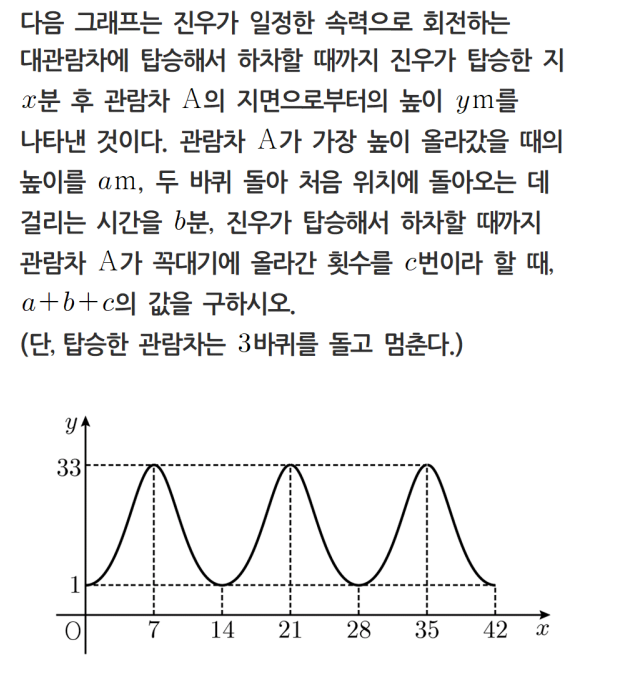 다음 그래프는 진우가 일정한 속력으로 회전하는
대관람차에 탑승해서 하차할 때까지 진우가 탑승한 지
x분 후 관람차 A의 지면으로부터의 높이 ym를
나타낸 것이다. 관람차 A가 가장 높이 올라갔을 때의
높이를 am, 두 바퀴 돌아 처음 위치에 돌아오는 데
걸리는 시간을 b분, 진우가 탑승해서 하차할 때까지
관람차 A가 꼭대기에 올라간 횟수를 c번이라 할 때,
a+b+c의 값을 구하시오.
(단, 탑승한 관람차는 3바퀴를 돌고 멈춘다.)
y
33
1
O 7 14 21 28 35 42 x